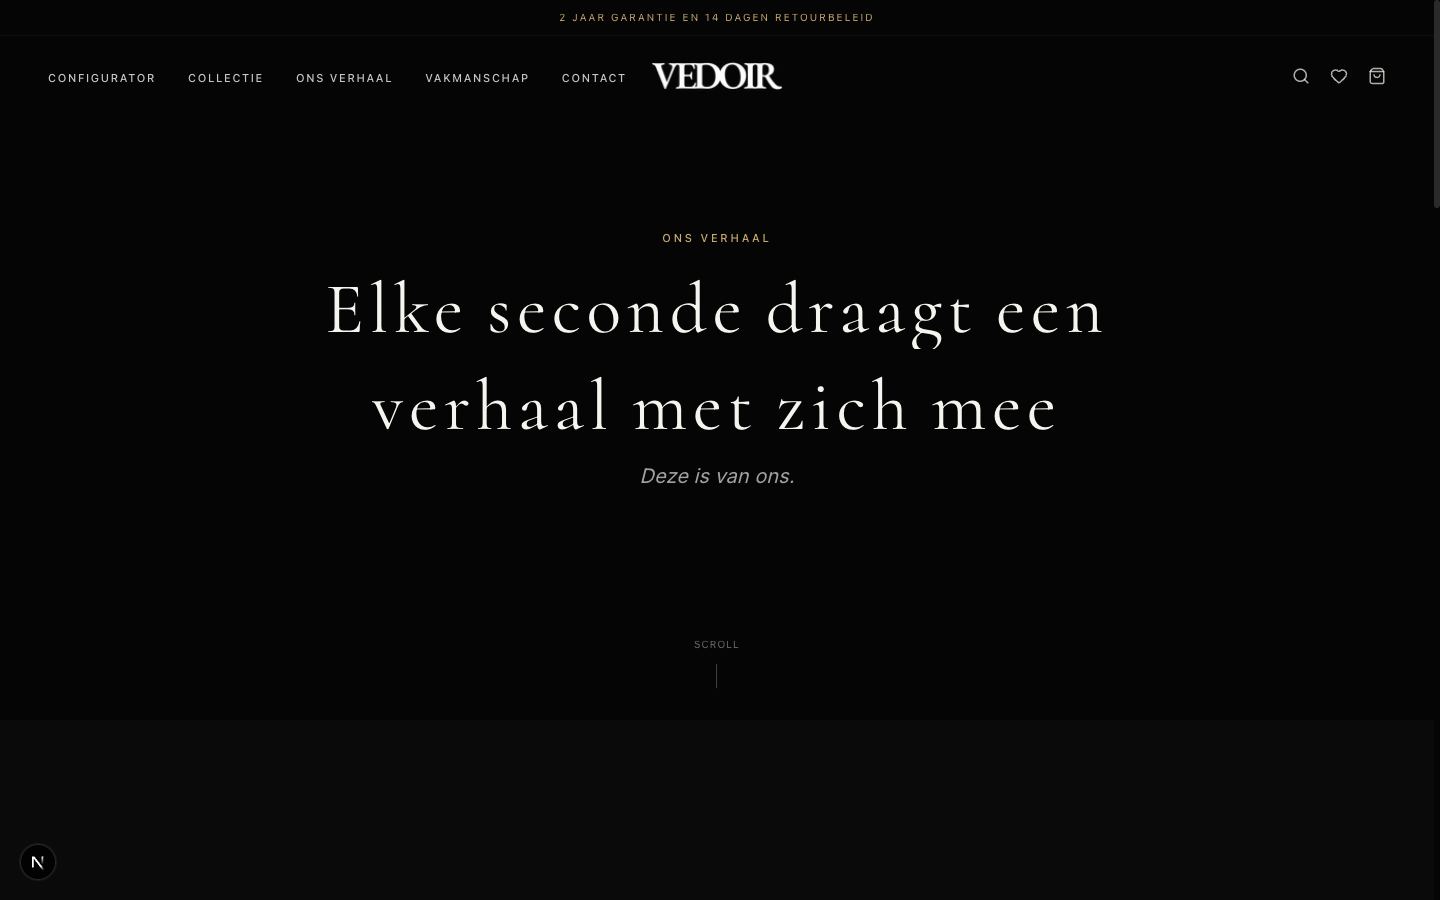 2 JAAR GARANTIE EN 14 DAGEN RETOURBELEID
CONFIGURATOR COLLECTIE ONS VERHAAL VAKMANSCHAP CONTACT VEDOIR
ONS VERHAAL
Elke seconde draagt een
verhaal met zich mee
Deze is van ons.
SCROLL
N